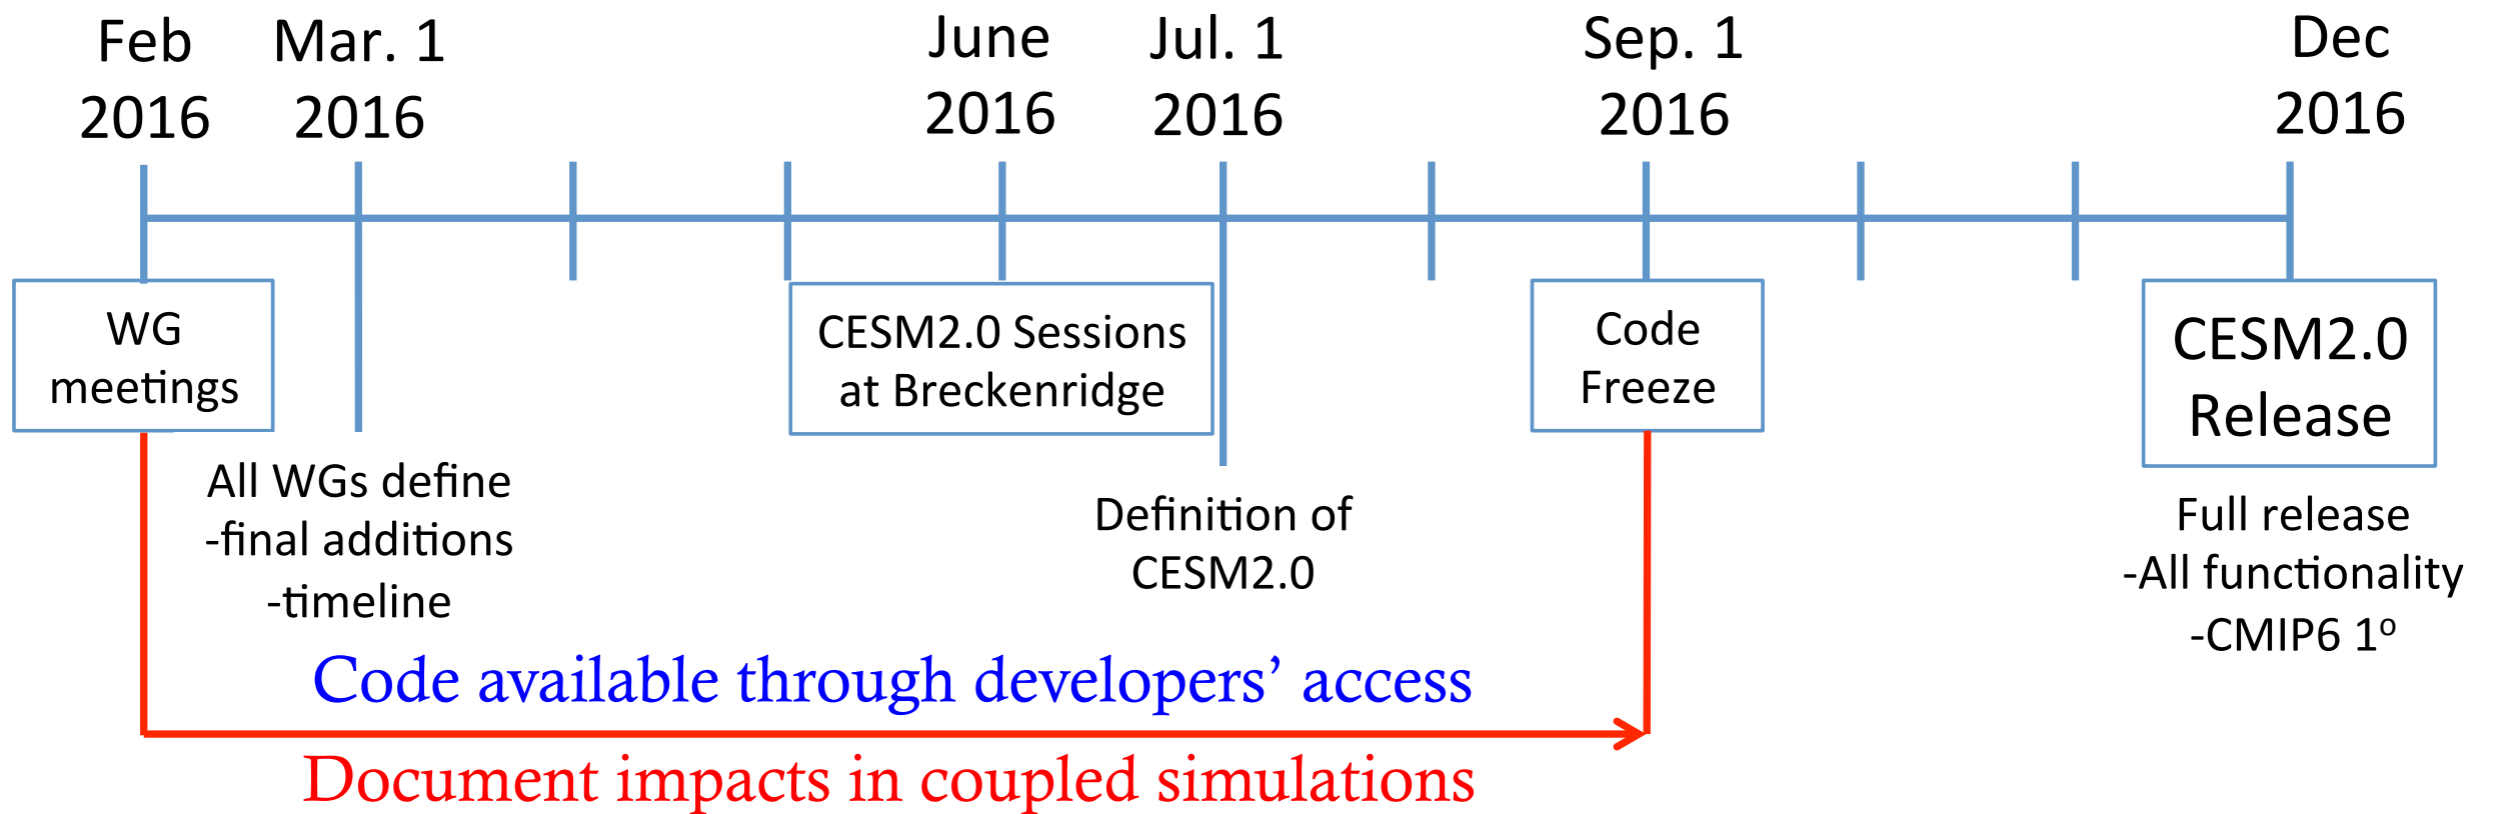 Feb
2016
Mar. 1
2016
June
2016
Jul. 1
2016
Sep. 1
2016
Dec
2016
WG
meetings
All WGs define
-final additions
-timeline
CESM2.0 Sessions
at Breckenridge
Definition of
CESM2.0
Code
Freeze
CESM2.0
Release
Full release
-All functionality
-CMIP6 1º
Code available through developers’ access
Document impacts in coupled simulations